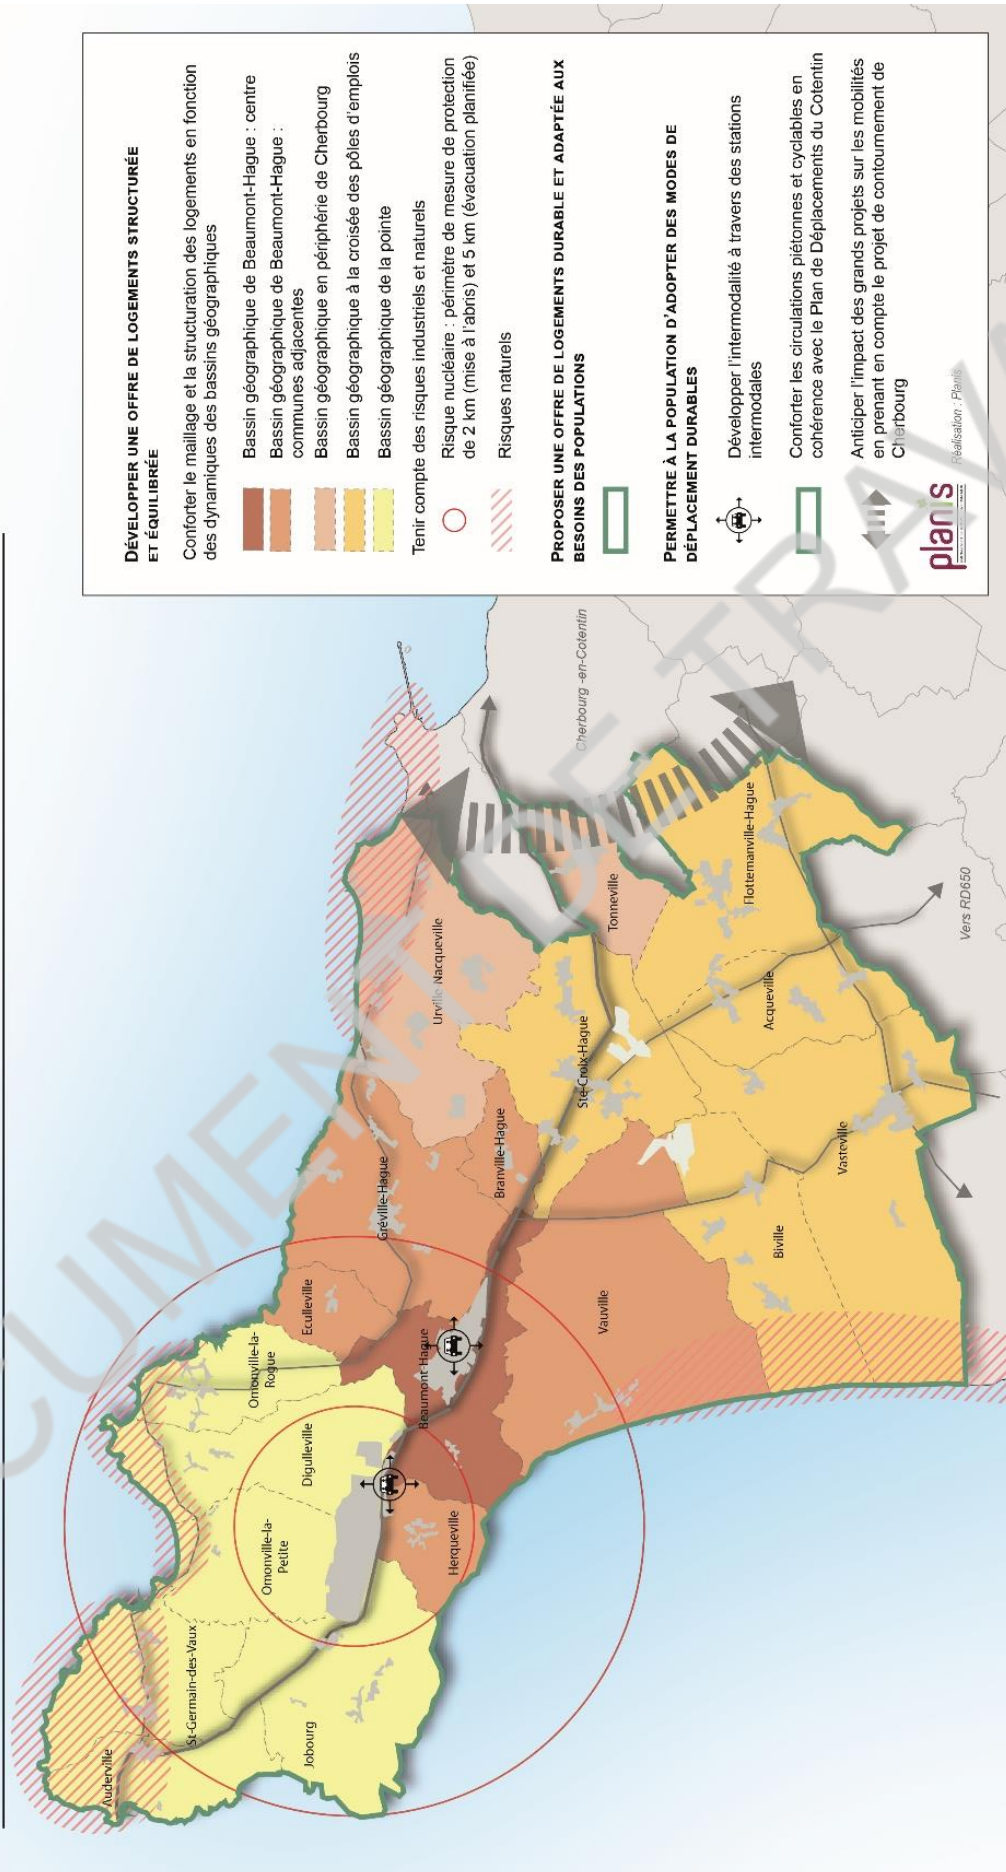 DÉVELOPPER UNE OFFRE DE LOGEMENTS STRUCTURÉE
ET ÉQUILIBRÉE
Conforter le maillage et la structuration des logements en fonction
des dynamiques des bassins géographiques
Bassin géographique de Beaumont-Hague : centre
Bassin géographique de Beaumont-Hague :
communes adjacentes
Bassin géographique en périphérie de Cherbourg
Bassin géographique à la croisée des pôles d'emplois
Bassin géographique de la pointe
Tenir compte des risques industriels et naturels
Risque nucléaire : périmètre de mesure de protection
de 2 km (mise à l'abris) et 5 km (évacuation planifiée)
Risques naturels
PROPOSER UNE OFFRE DE LOGEMENTS DURABLE ET ADAPTÉE AUX
BESOINS DES POPULATIONS
PERMETTRE À LA POPULATION D'ADOPTER DES MODES DE
DÉPLACEMENT DURABLES
Développer l'intermodalité à travers des stations
intermodales
Conforter les circulations piétonnes et cyclables en
cohérence avec le Plan de Déplacements du Cotentin
Anticiper l'impact des grands projets sur les mobilités
en prenant en compte le projet de contournement de
Cherbourg
planis
Réalisation : Planis
Auderville
St-Germain-des-Vaux
Jobourg
Omonville-la-
Petite
Digulleville
Omonville-la-
Rogue
Herqueville
Beaumont-Hague
Eculleville
Gréville-Hague
Branville-Hague
Urville-Nacqueville
Vauville
Ste-Croix-Hague
Tonneville
Biville
Vasteville
Acqueville
Flottemanville-Hague
Cherbourg -en-Cotentin
Vers RD650
CUMENT DE TRAVA